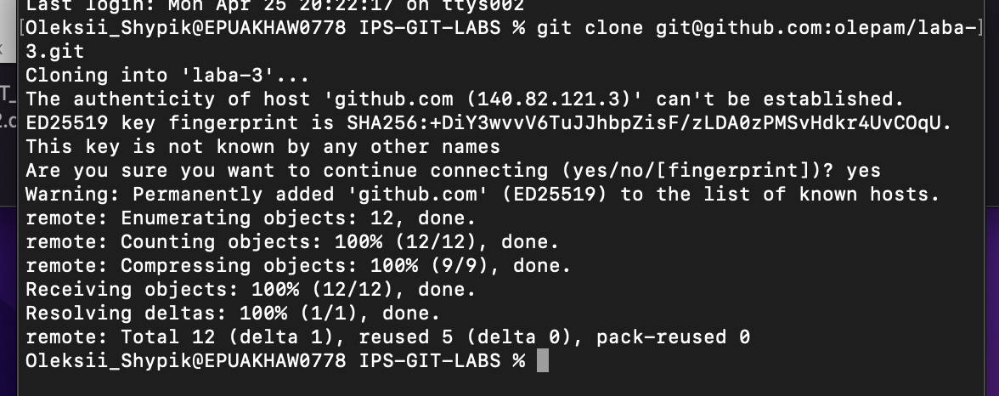 Last login: Mon Apr 25 20:22:17 on ttys002
[Oleksii_Shypik@EPUAKHAW0778 IPS-GIT-LABS % git clone git@github.com:olepam/laba-]
3.git
Cloning into 'laba-3'...
The authenticity of host 'github.com (140.82.121.3)' can't be established.
ED25519 key fingerprint is SHA256:+DiY3wvvV6TuJJhbpZisF/zLDA0zPMSvHdkr4UvCOqU.
This key is not known by any other names
Are you sure you want to continue connecting (yes/no/[fingerprint])? yes
Warning: Permanently added 'github.com' (ED25519) to the list of known hosts.
remote: Enumerating objects: 12, done.
remote: Counting objects: 100% (12/12), done.
remote: Compressing objects: 100% (9/9), done.
Receiving objects: 100% (12/12), done.
Resolving deltas: 100% (1/1), done.
remote: Total 12 (delta 1), reused 5 (delta 0), pack-reused 0
Oleksii_Shypik@EPUAKHAW0778 IPS-GIT-LABS %